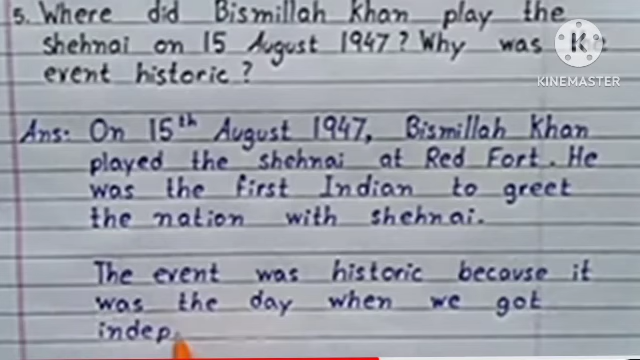 5. Where did Bismillah Khan play the
shehnai on 15 August 1947? Why was the
event historic?
KINEMASTER
Ans. On 15th August 1947, Bismillah Khan
played the shehnai at Red Fort. He
was the first Indian to greet
the nation with shehnai.
The event was historic because it
was the day when we got
indep